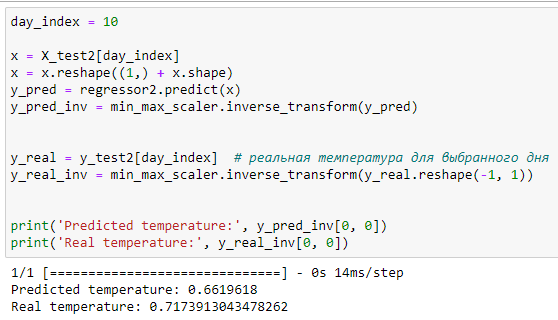 day_index = 10
x = X_test2[day_index]
x = x.reshape((1,) + x.shape)
y_pred = regressor2.predict(x)
y_pred_inv = min_max_scaler.inverse_transform(y_pred)
y_real = y_test2[day_index]  # реальная температура для выбранного дня
y_real_inv = min_max_scaler.inverse_transform(y_real.reshape(-1, 1))
print('Predicted temperature:', y_pred_inv[0, 0])
print('Real temperature:', y_real_inv[0, 0])
1/1 [==============================] - 0s 14ms/step
Predicted temperature: 0.6619618
Real temperature: 0.7173913043478262